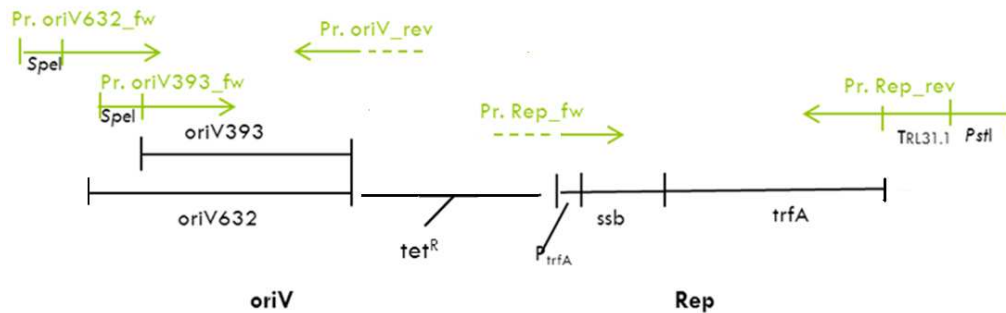 Pr. oriV632_fw
Pr. oriV_rev
SpeI
Pr. oriV393_fw
Pr. Rep_rev
SpeI
Pr. Rep_fw
oriV393
TRL31.1
PstI
oriV632
ssb
trfA
tetR
PtrfA
oriV
Rep